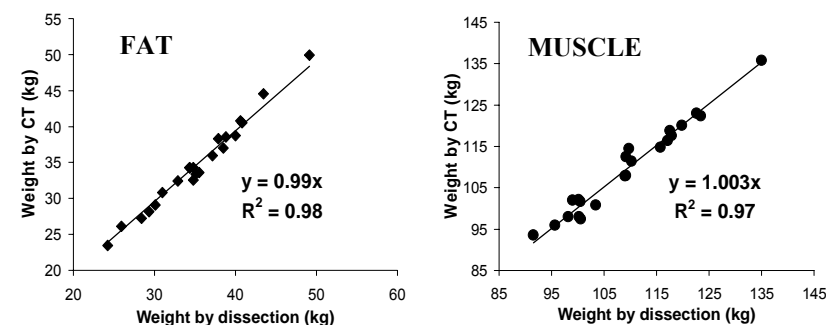 FAT
Weight by CT (kg)
55
50
45
40
35
30
25
20
y = 0.99x
R² = 0.98
20 30 40 50 60
Weight by dissection (kg)
MUSCLE
Weight by CT (kg)
135
125
115
105
95
85
y = 1.003x
R² = 0.97
85 95 105 115 125 135 145
Weight by dissection (kg)